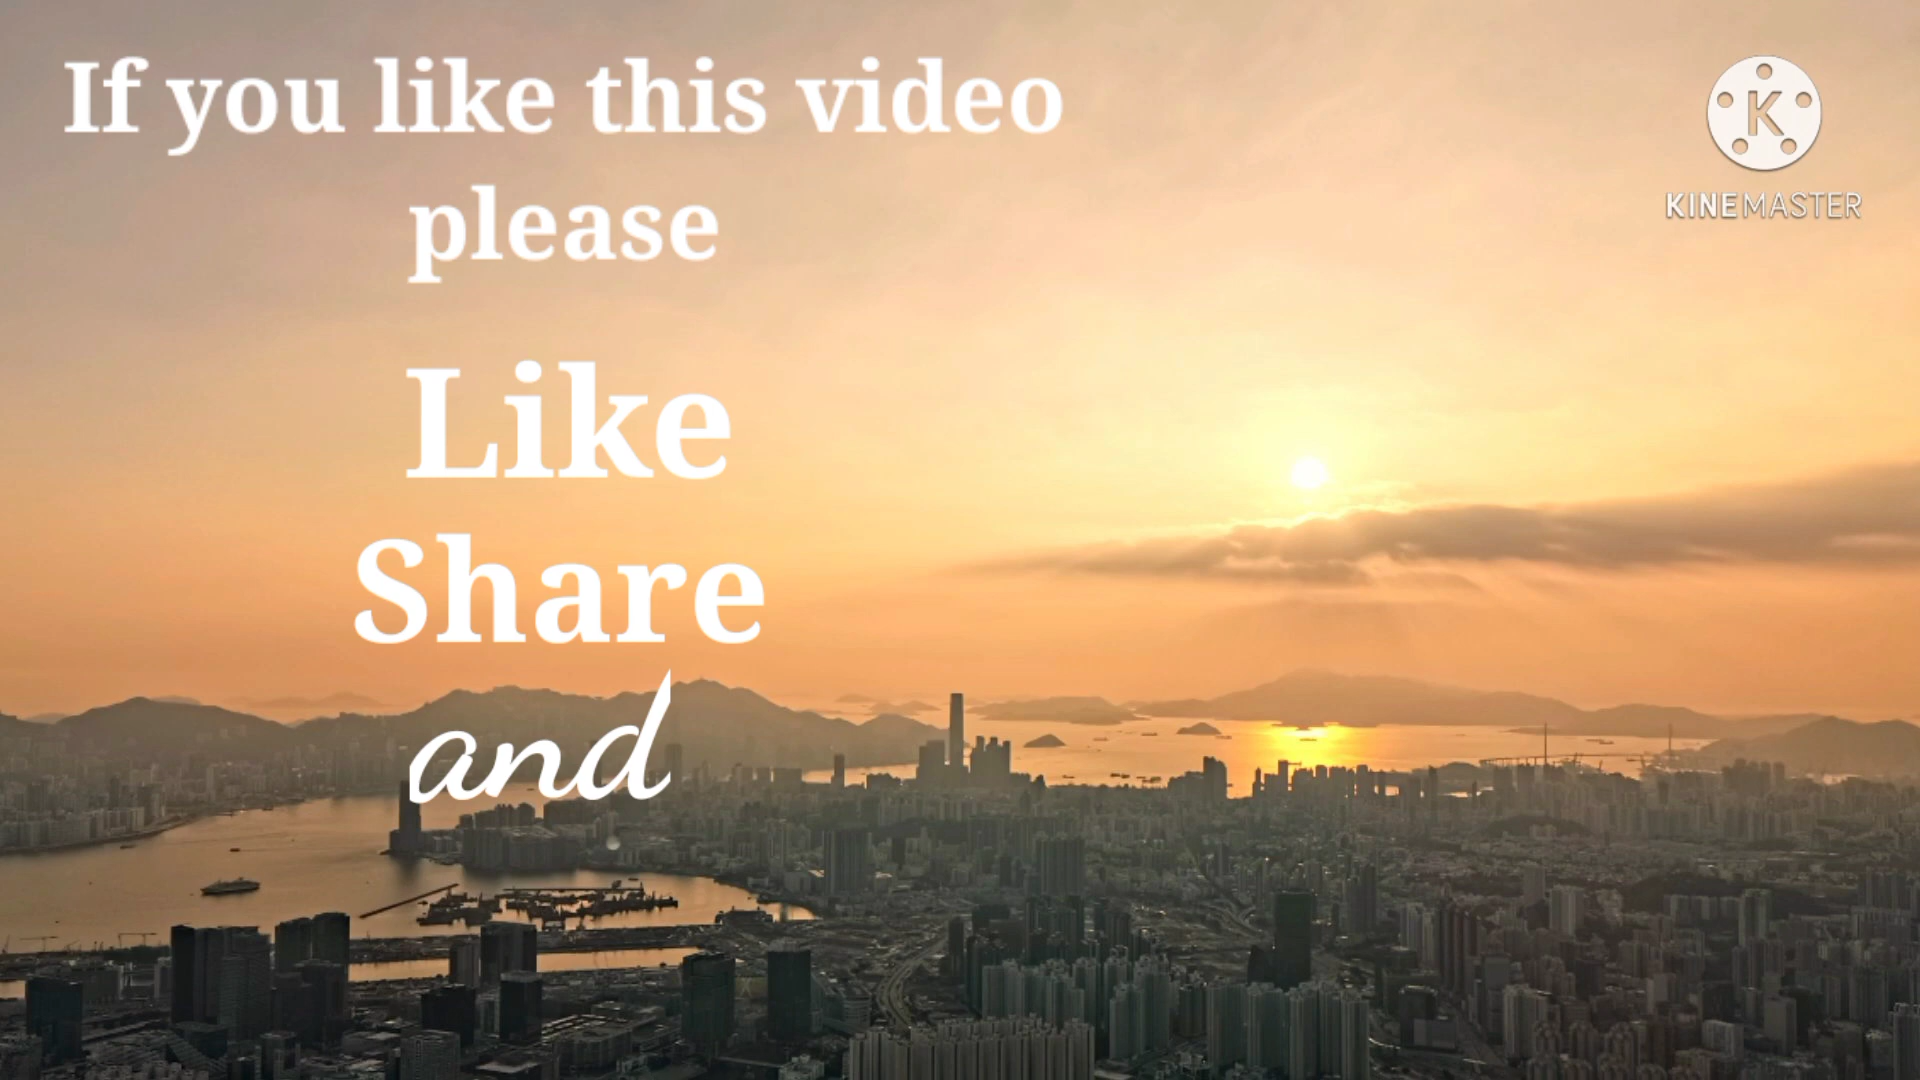 If you like this video
please
Like
Share
and
K
KINEMASTER